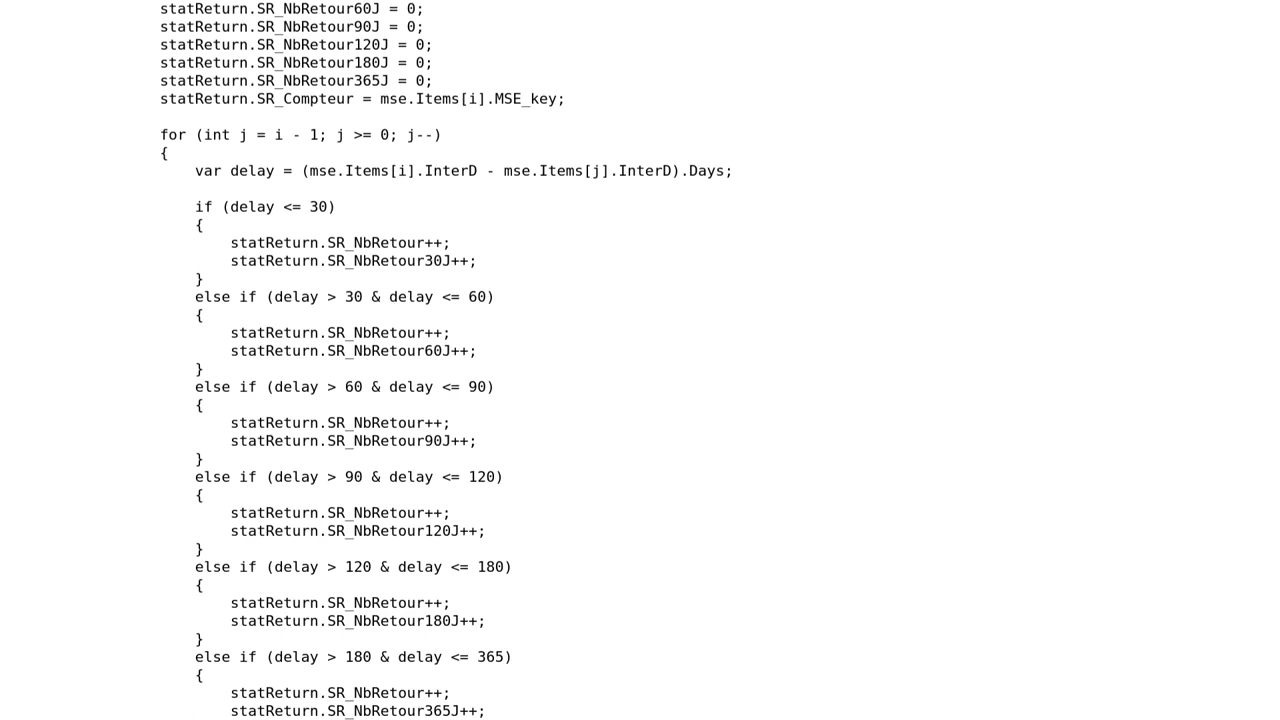 statReturn.SR_NbRetour60J = 0;
statReturn.SR_NbRetour90J = 0;
statReturn.SR_NbRetour120J = 0;
statReturn.SR_NbRetour180J = 0;
statReturn.SR_NbRetour365J = 0;
statReturn.SR_Compteur = mse.Items[i].MSE_key;

for (int j = i - 1; j >= 0; j--)
{
    var delay = (mse.Items[i].InterD - mse.Items[j].InterD).Days;

    if (delay <= 30)
    {
        statReturn.SR_NbRetour++;
        statReturn.SR_NbRetour30J++;
    }
    else if (delay > 30 & delay <= 60)
    {
        statReturn.SR_NbRetour++;
        statReturn.SR_NbRetour60J++;
    }
    else if (delay > 60 & delay <= 90)
    {
        statReturn.SR_NbRetour++;
        statReturn.SR_NbRetour90J++;
    }
    else if (delay > 90 & delay <= 120)
    {
        statReturn.SR_NbRetour++;
        statReturn.SR_NbRetour120J++;
    }
    else if (delay > 120 & delay <= 180)
    {
        statReturn.SR_NbRetour++;
        statReturn.SR_NbRetour180J++;
    }
    else if (delay > 180 & delay <= 365)
    {
        statReturn.SR_NbRetour++;
        statReturn.SR_NbRetour365J++;